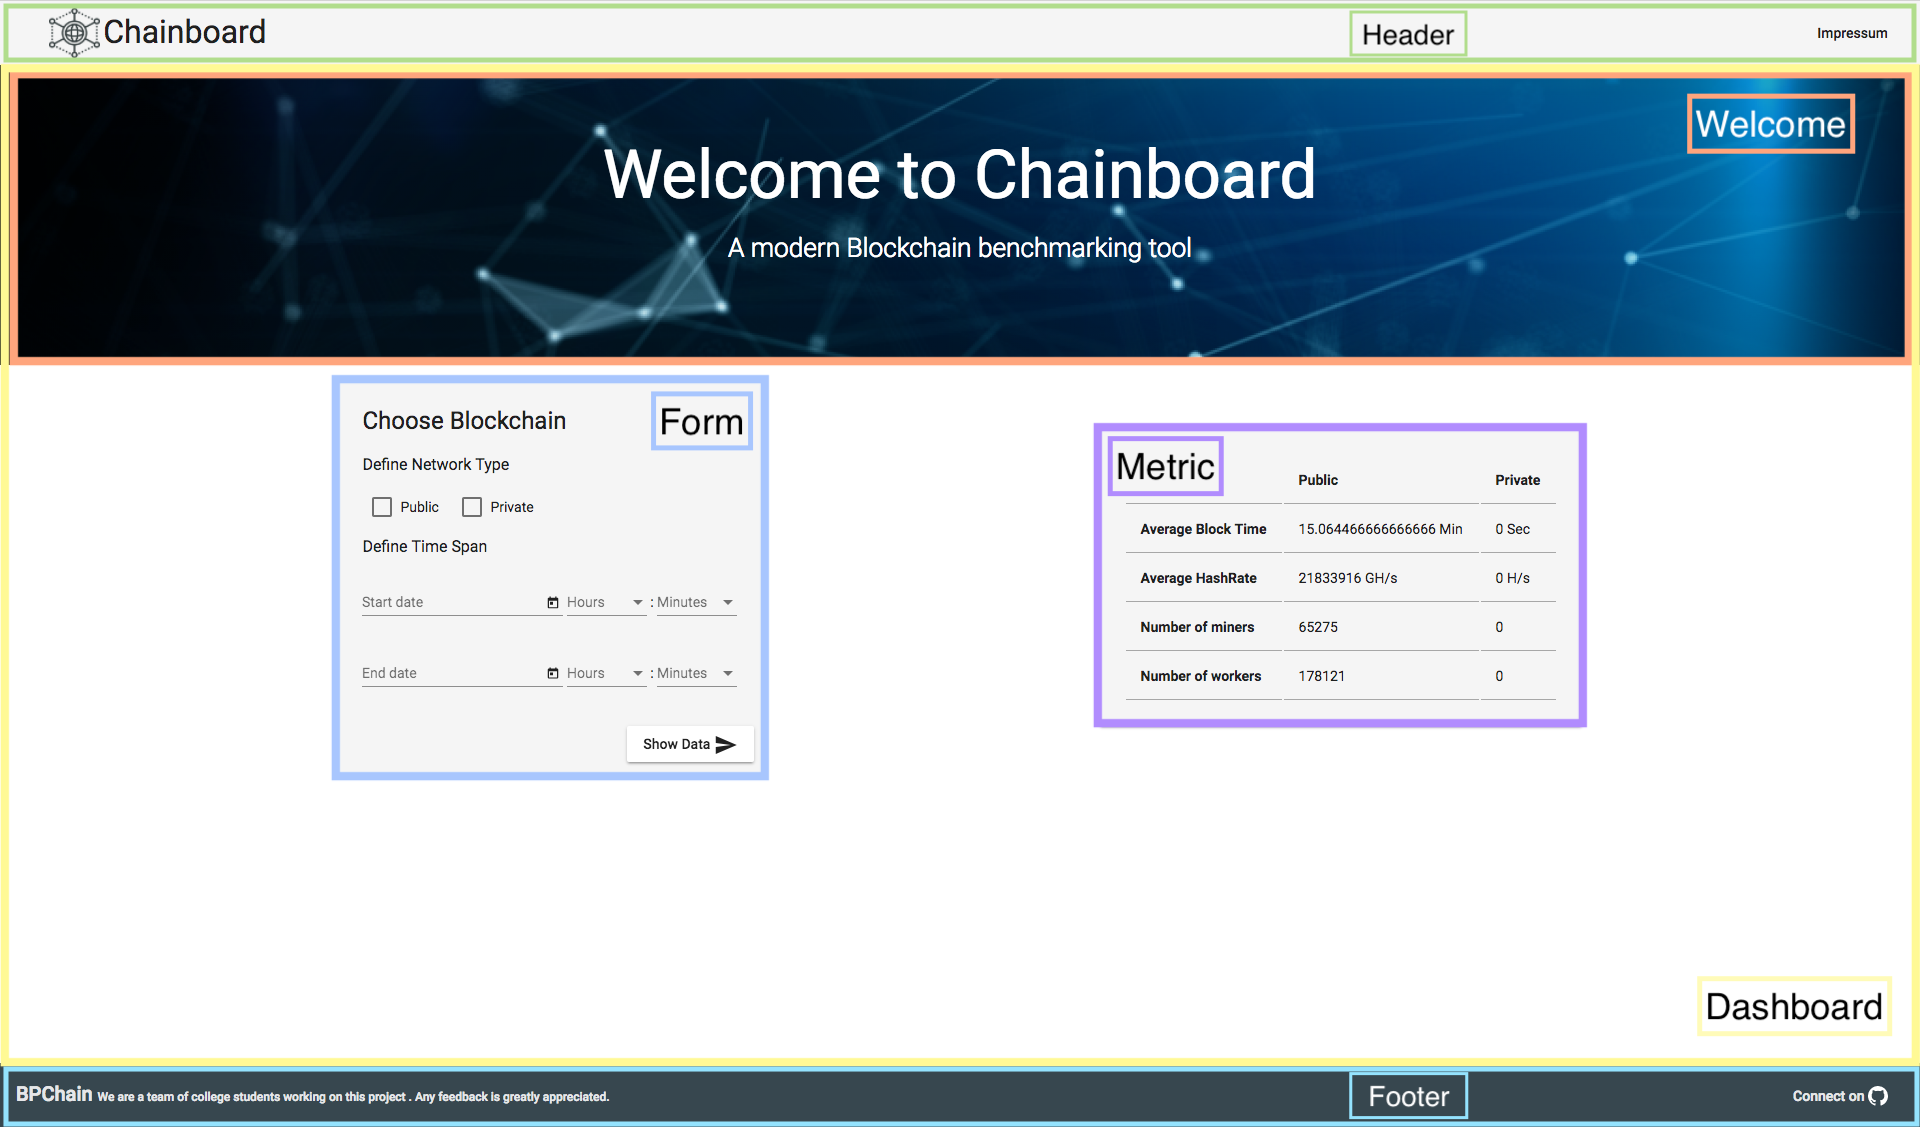 Chainboard
Header
Impressum
Welcome
Welcome to Chainboard
A modern Blockchain benchmarking tool
Form
Choose Blockchain
Define Network Type
Public Private
Define Time Span
Start date Hours : Minutes
End date Hours : Minutes
Show Data
Metric
Public Private
Average Block Time 15.064466666666666 Min 0 Sec
Average HashRate 21833916 GH/s 0 H/s
Number of miners 65275 0
Number of workers 178121 0
Dashboard
BPChain We are a team of college students working on this project . Any feedback is greatly appreciated.
Footer
Connect on